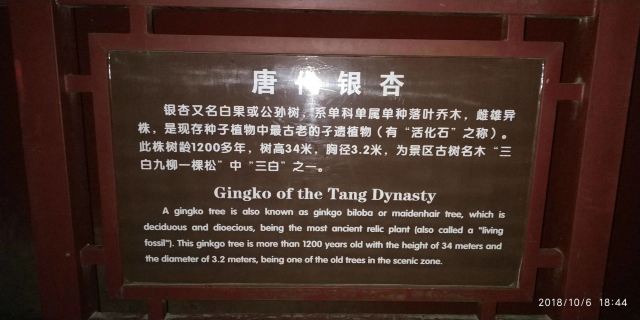 唐代银杏
银杏又名白果或公孙树，系单科单属单种落叶乔木，雌雄异
株，是现存种子植物中最古老的孑遗植物（有“活化石”之称）。
此株树龄1200多年，树高34米，胸径3.2米，为景区古树名木“三
白九柳一棵松”中“三白”之一。
Gingko of the Tang Dynasty
A gingko tree is also known as ginkgo biloba or maidenhair tree, which is
deciduous and dioecious, being the most ancient relic plant (also called a "living
fossil"). This ginkgo tree is more than 1200 years old with the height of 34 meters and
the diameter of 3.2 meters, being one of the old trees in the scenic zone.
2018/10/6 18:44